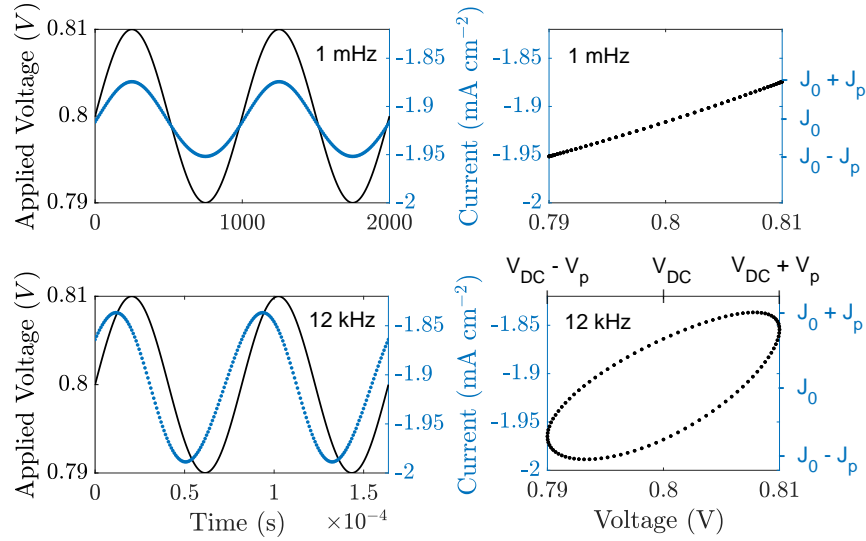 0.81
0.8
0.79
Applied Voltage (V)
1 mHz
-1.85
-1.9
-1.95
-2
0
1000
2000
Current (mA cm⁻²)
1 mHz
-1.85
-1.9
-1.95
-2
J₀ + Jₚ
J₀
J₀ - Jₚ
0.79
0.8
0.81
0.81
0.8
0.79
Applied Voltage (V)
12 kHz
-1.85
-1.9
-1.95
-2
0
0.5
1
1.5
×10⁻⁴
Time (s)
V_DC - Vₚ
V_DC
V_DC + Vₚ
Current (mA cm⁻²)
12 kHz
-1.85
-1.9
-1.95
-2
J₀ + Jₚ
J₀
J₀ - Jₚ
0.79
0.8
0.81
Voltage (V)